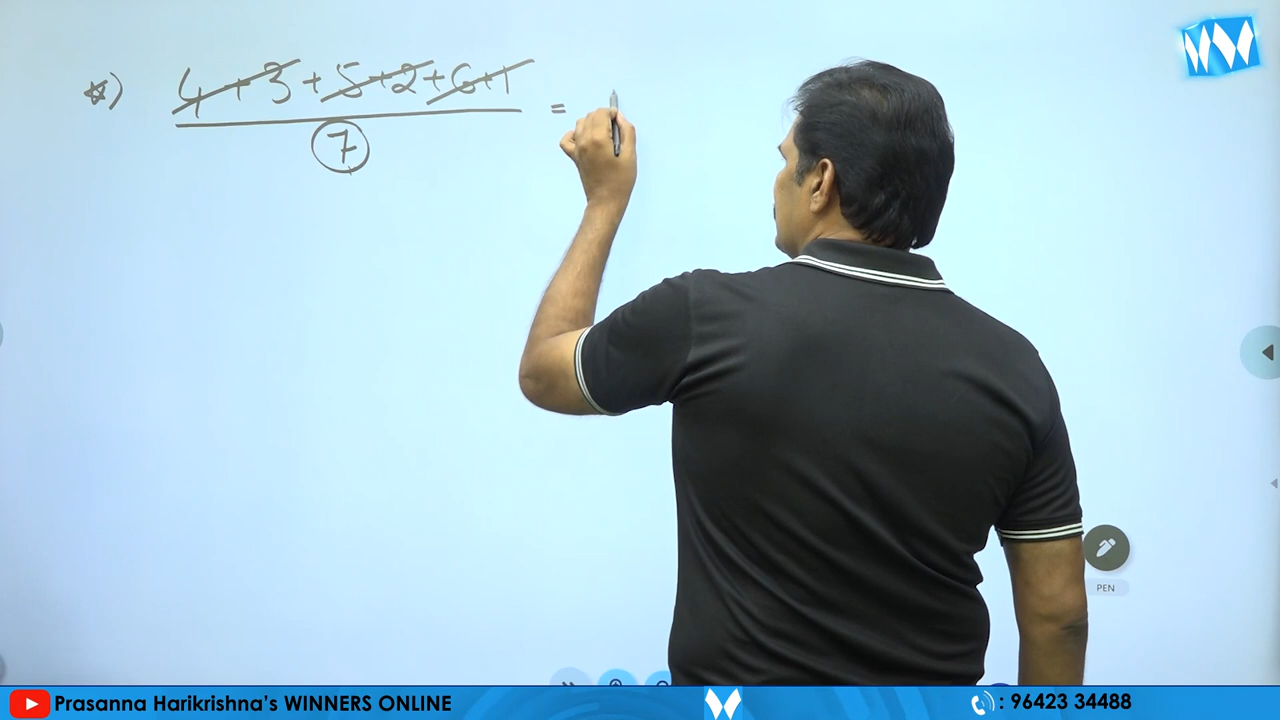 *) 4 + 3 + 5 + 2 + 6 + 1 =
7
W
PEN
Prasanna Harikrishna's WINNERS ONLINE
W
: 96423 34488